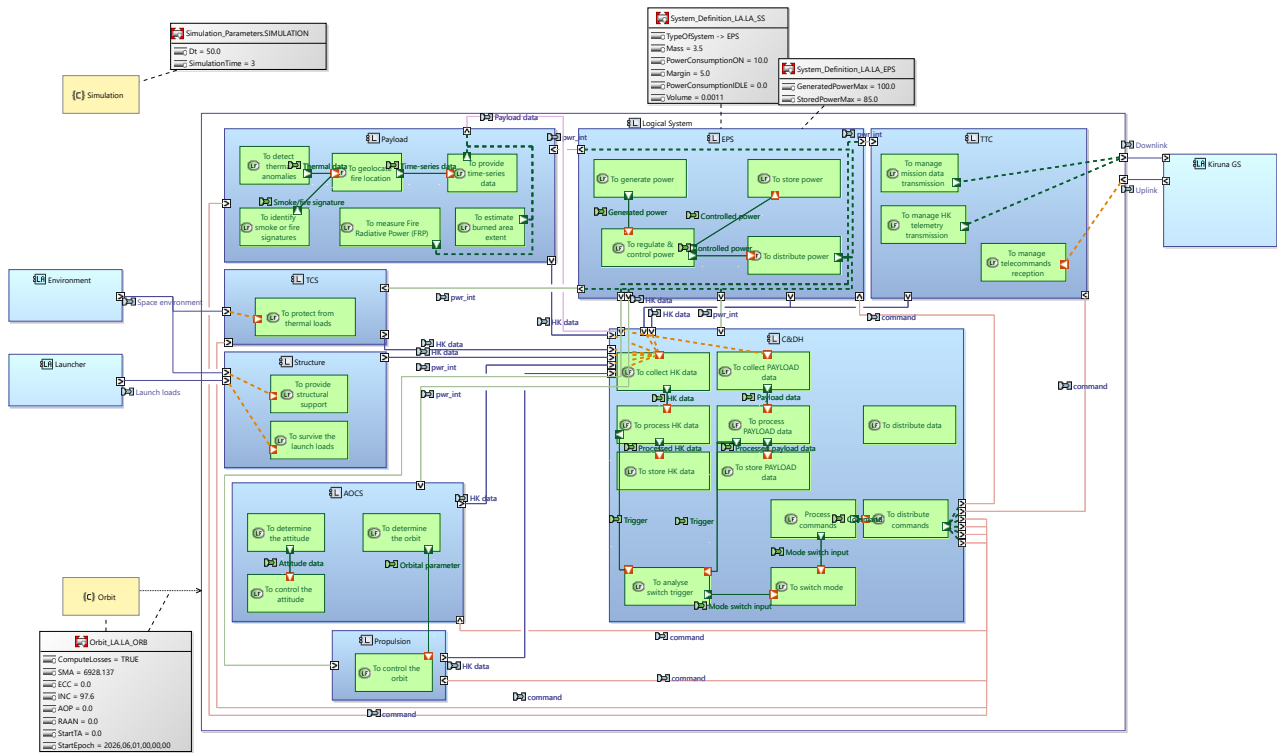 Simulation_Parameters.SIMULATION
Dt = 50.0
SimulationTime = 3
{C} Simulation
System_Definition_LA.LA_SS
TypeOfSystem -> EPS
Mass = 3.5
PowerConsumptionON = 10.0
Margin = 5.0
PowerConsumptionIDLE = 0.0
Volume = 0.0011
System_Definition_LA.LA_EPS
GeneratedPowerMax = 100.0
StoredPowerMax = 85.0
Logical System
Payload data
Payload
To detect
thermal
anomalies
Thermal data
To geolocate
fire location
Time-series data
To provide
time-series
data
Smoke/fire signature
To identify
smoke or fire
signatures
To measure Fire
Radiative Power (FRP)
To estimate
burned area
extent
pwr_int
EPS
To generate power
To store power
Generated power
Controlled power
To regulate &
control power
Controlled power
To distribute power
pwr_int
TTC
To manage
mission data
transmission
To manage HK
telemetry
transmission
To manage
telecommands
reception
Downlink
Uplink
Kiruna GS
Environment
Space environment
Launcher
Launch loads
TCS
To protect from
thermal loads
Structure
To provide
structural
support
To survive the
launch loads
pwr_int
HK data
HK data
pwr_int
command
HK data
HK data
HK data
pwr_int
pwr_int
command
C&DH
To collect HK data
To collect PAYLOAD
data
HK data
Payload data
To process HK data
To process
PAYLOAD data
To distribute data
Processed HK data
Processed payload data
To store HK data
To store PAYLOAD
data
Trigger
Trigger
Process
commands
Command
To distribute
commands
Mode switch input
To analyse
switch trigger
To switch mode
Mode switch input
AOCS
HK data
To determine
the attitude
To determine
the orbit
Attitude data
Orbital parameter
To control the
attitude
Propulsion
To control the
orbit
HK data
command
command
command
command
{C} Orbit
Orbit_LA.LA_ORB
ComputeLosses = TRUE
SMA = 6928.137
ECC = 0.0
INC = 97.6
AOP = 0.0
RAAN = 0.0
StartTA = 0.0
StartEpoch = 2026,06,01,00,00,00